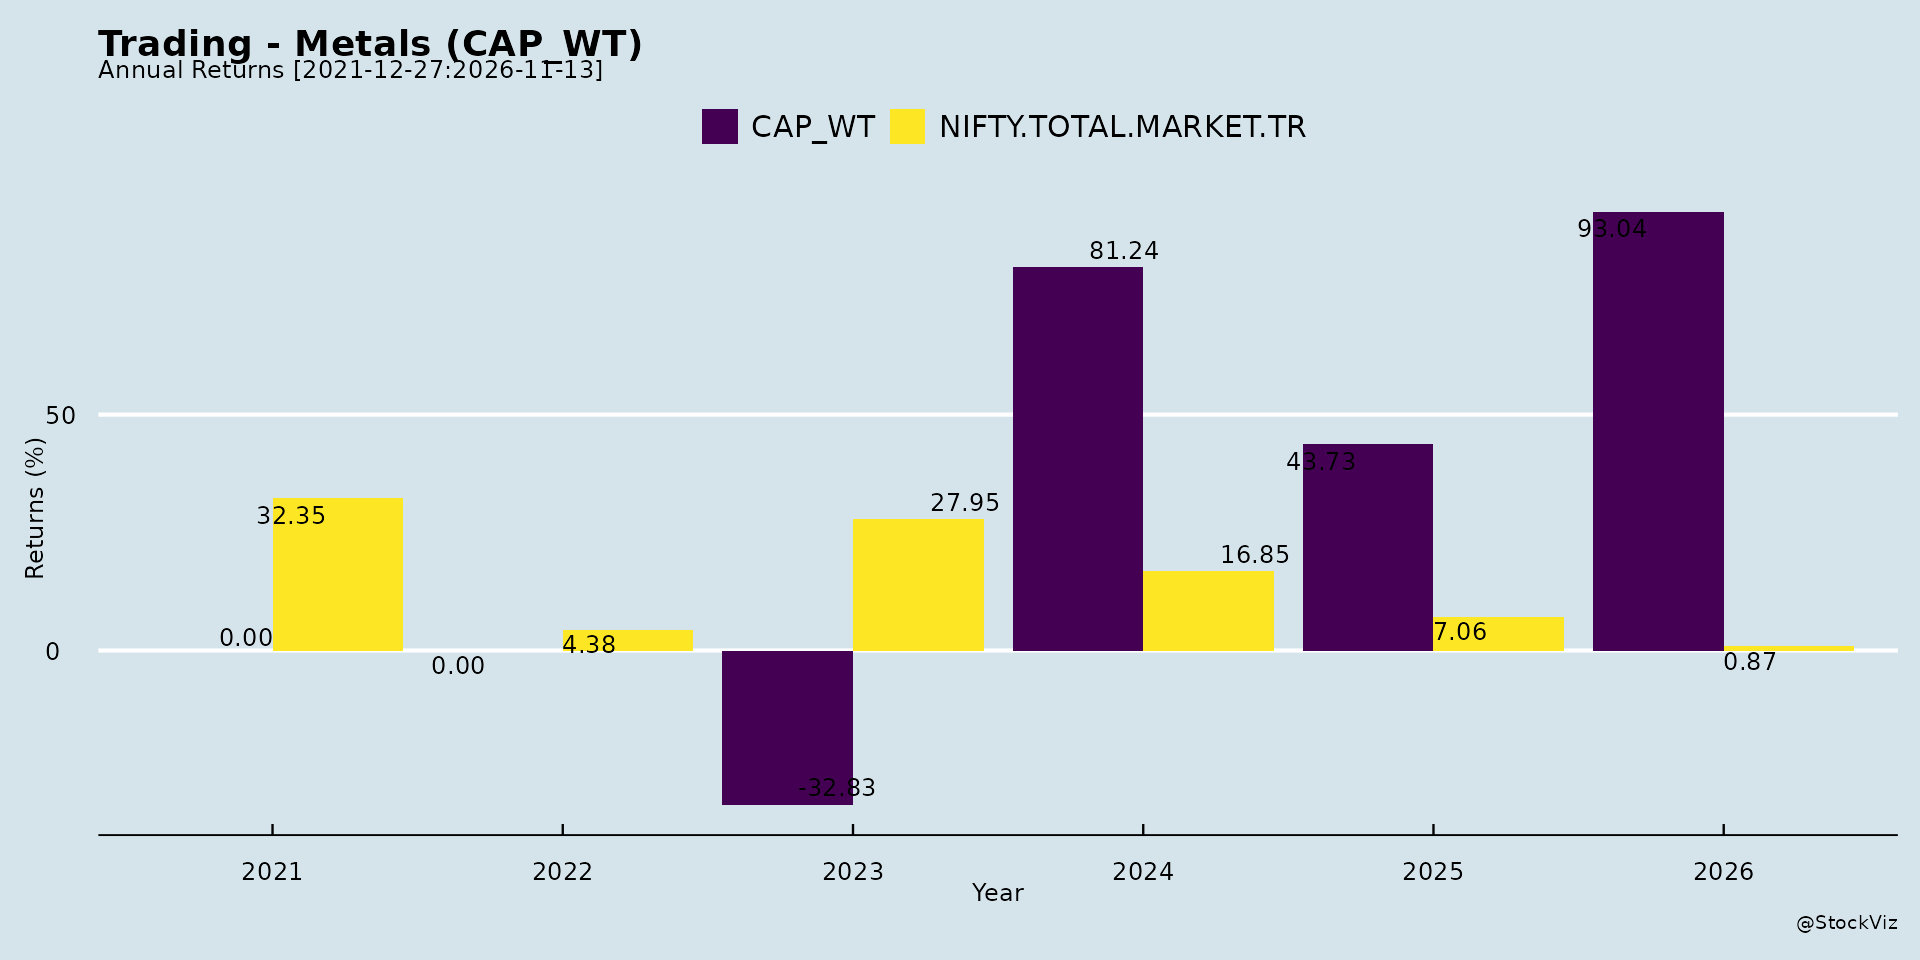 Trading - Metals (CAP_WT)
Annual Returns [2021-12-27:2026-11-13]
CAP_WT NIFTY.TOTAL.MARKET.TR
93.04
81.24
50
43.73
27.95
32.35
16.85
Returns (%)
0.00
4.38
7.06
0
0.00
0.87
-32.83
2021 2022 2023 2024 2025 2026
Year
@StockViz